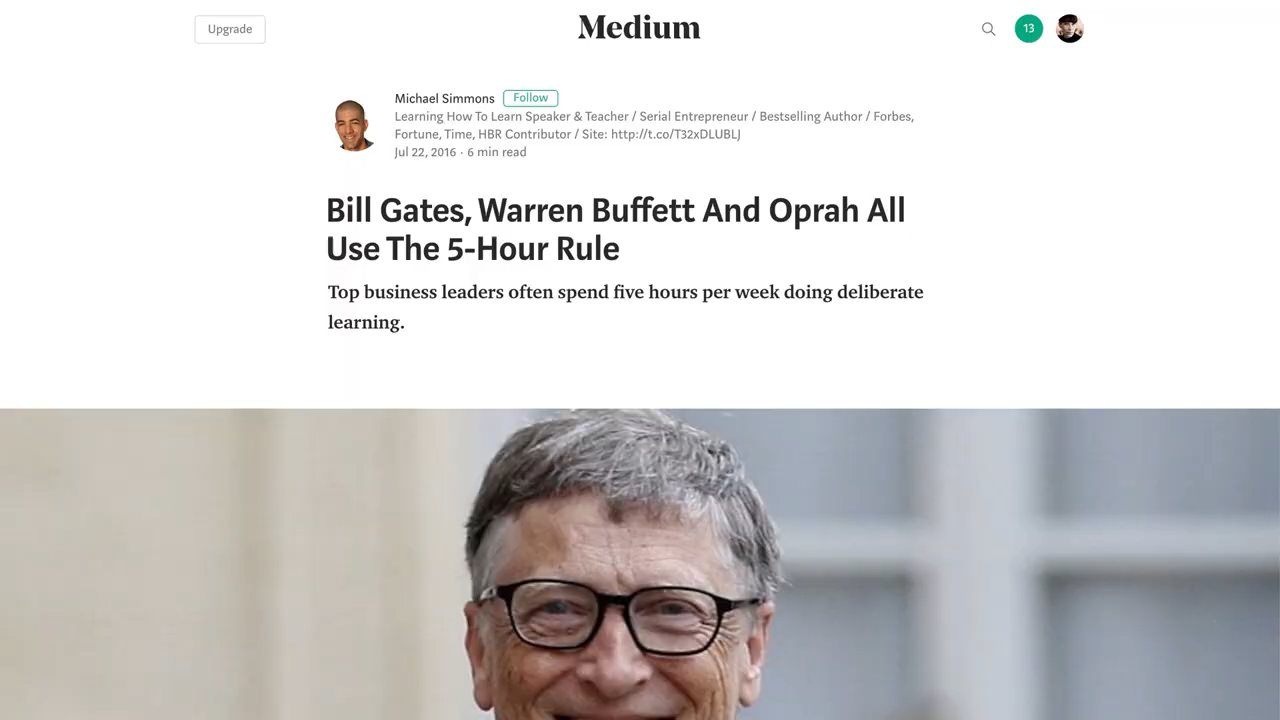 Upgrade
Medium
13
Michael Simmons Follow
Learning How To Learn Speaker & Teacher / Serial Entrepreneur / Bestselling Author / Forbes,
Fortune, Time, HBR Contributor / Site: http://t.co/T32xDLUBLJ
Jul 22, 2016 · 6 min read
Bill Gates, Warren Buffett And Oprah All
Use The 5-Hour Rule
Top business leaders often spend five hours per week doing deliberate
learning.